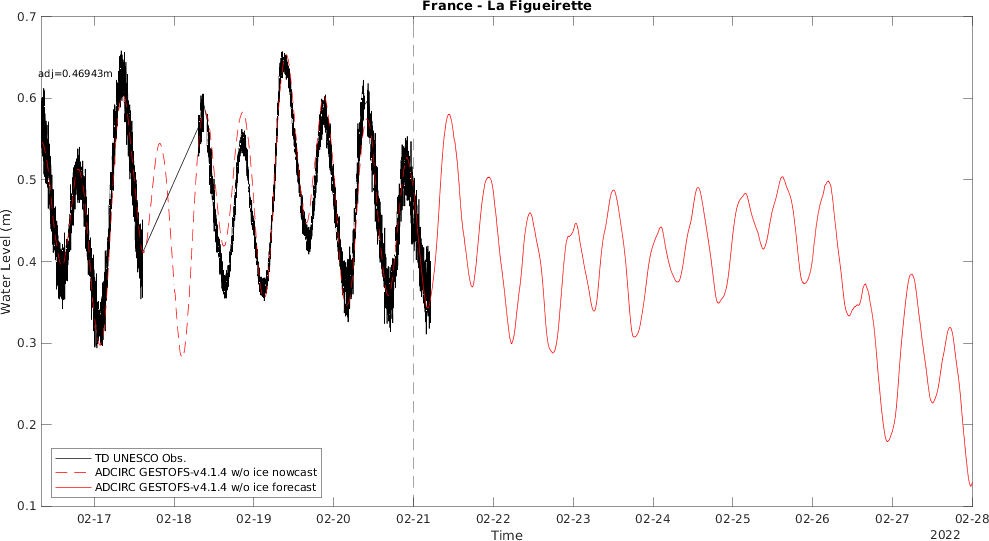 France - La Figueirette
0.7
adj=0.46943m
0.6
0.5
0.4
0.3
0.2
0.1
Water Level (m)
TD UNESCO Obs.
ADCIRC GESTOFS-v4.1.4 w/o ice nowcast
ADCIRC GESTOFS-v4.1.4 w/o ice forecast
02-17 02-18 02-19 02-20 02-21 02-22 02-23 02-24 02-25 02-26 02-27 02-28
Time
2022